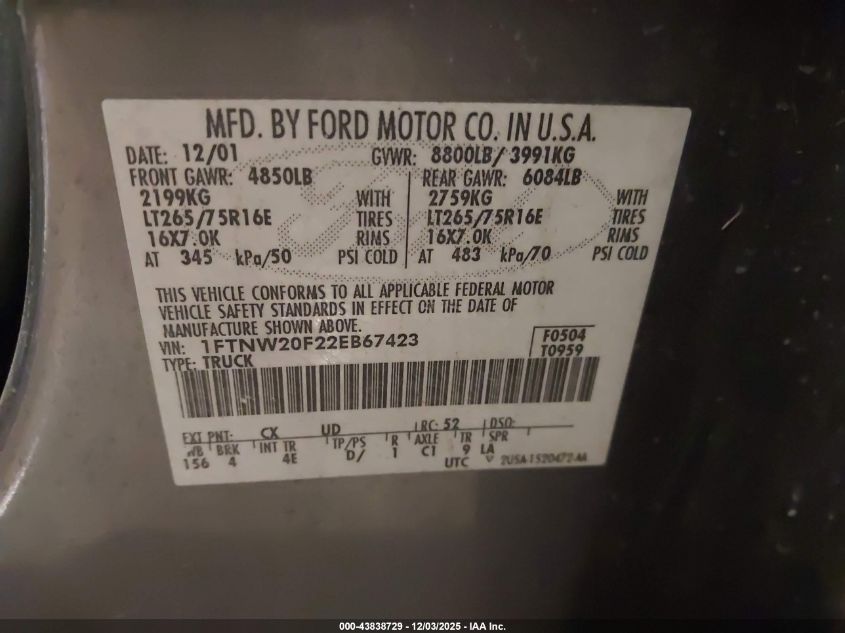 MFD. BY FORD MOTOR CO. IN U.S.A.
DATE: 12/01 GVWR: 8800LB/ 3991KG
FRONT GAWR: 4850LB REAR GAWR: 6084LB
2199KG WITH 2759KG WITH
LT265/75R16E TIRES LT265/75R16E TIRES
16X7.0K RIMS 16X7.0K RIMS
AT 345 kPa/50 PSI COLD AT 483 kPa/70 PSI COLD
THIS VEHICLE CONFORMS TO ALL APPLICABLE FEDERAL MOTOR
VEHICLE SAFETY STANDARDS IN EFFECT ON THE DATE OF
MANUFACTURE SHOWN ABOVE.
VIN: 1FTNW20F22EB67423 F0504
TYPE: TRUCK T0959
EXT PNT: CX UD RC: 52 DSO:
WB BRK INT TR TP/PS R AXLE TR SPR
156 4 4E D/ 1 C1 9 LA
UTC 2U5A-1520472-AA
000-43838729 - 12/03/2025 - IAA Inc.